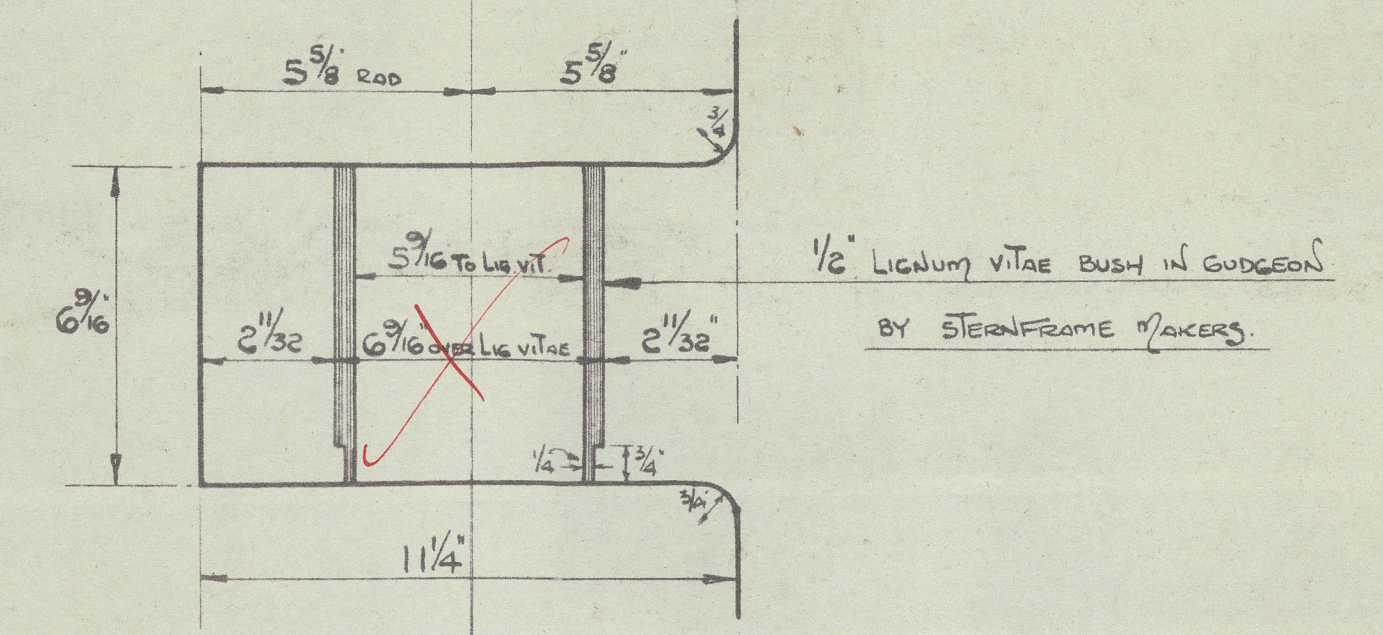 5 5/8" RAD
5 5/8"
3/4
5 9/16 TO LIG. VIT.
1/2" LIGNUM VITAE BUSH IN GUDGEON
6 9/16"
2 11/32
6 9/16" OVER LIG VITAE
2 11/32"
BY STERNFRAME MAKERS.
1/4
3/4"
3/4"
11 1/4"